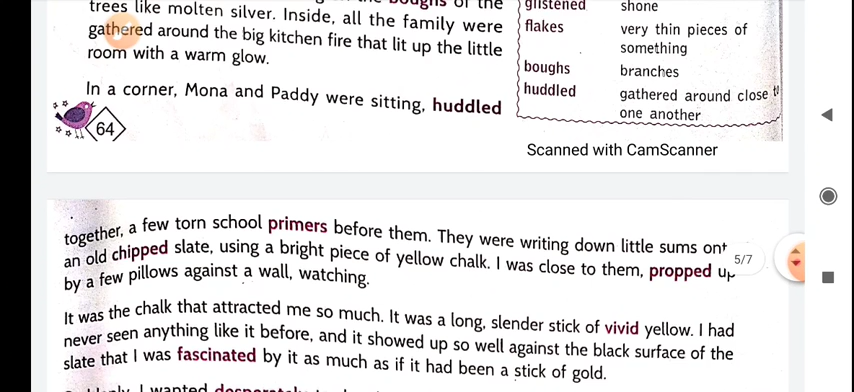 boughs of the
trees like molten silver. Inside, all the family were
gathered around the big kitchen fire that lit up the little
room with a warm glow.
In a corner, Mona and Paddy were sitting, huddled
64
glistened shone
flakes very thin pieces of
something
boughs branches
huddled gathered around close
one another
Scanned with CamScanner
together, a few torn school primers before them. They were writing down little sums ont
an old chipped slate, using a bright piece of yellow chalk. I was close to them, propped up
by a few pillows against a wall, watching.
5/7
It was the chalk that attracted me so much. It was a long, slender stick of vivid yellow. I had
never seen anything like it before, and it showed up so well against the black surface of the
slate that I was fascinated by it as much as if it had been a stick of gold.
I wanted